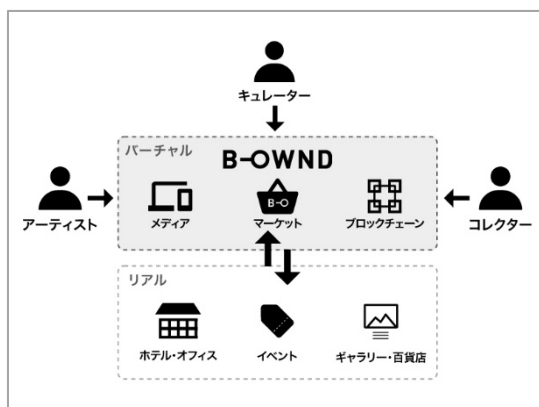 キュレーター
バーチャル
B-OWND
アーティスト
メディア
B-O
マーケット
ブロックチェーン
コレクター
リアル
ホテル・オフィス
イベント
ギャラリー・百貨店